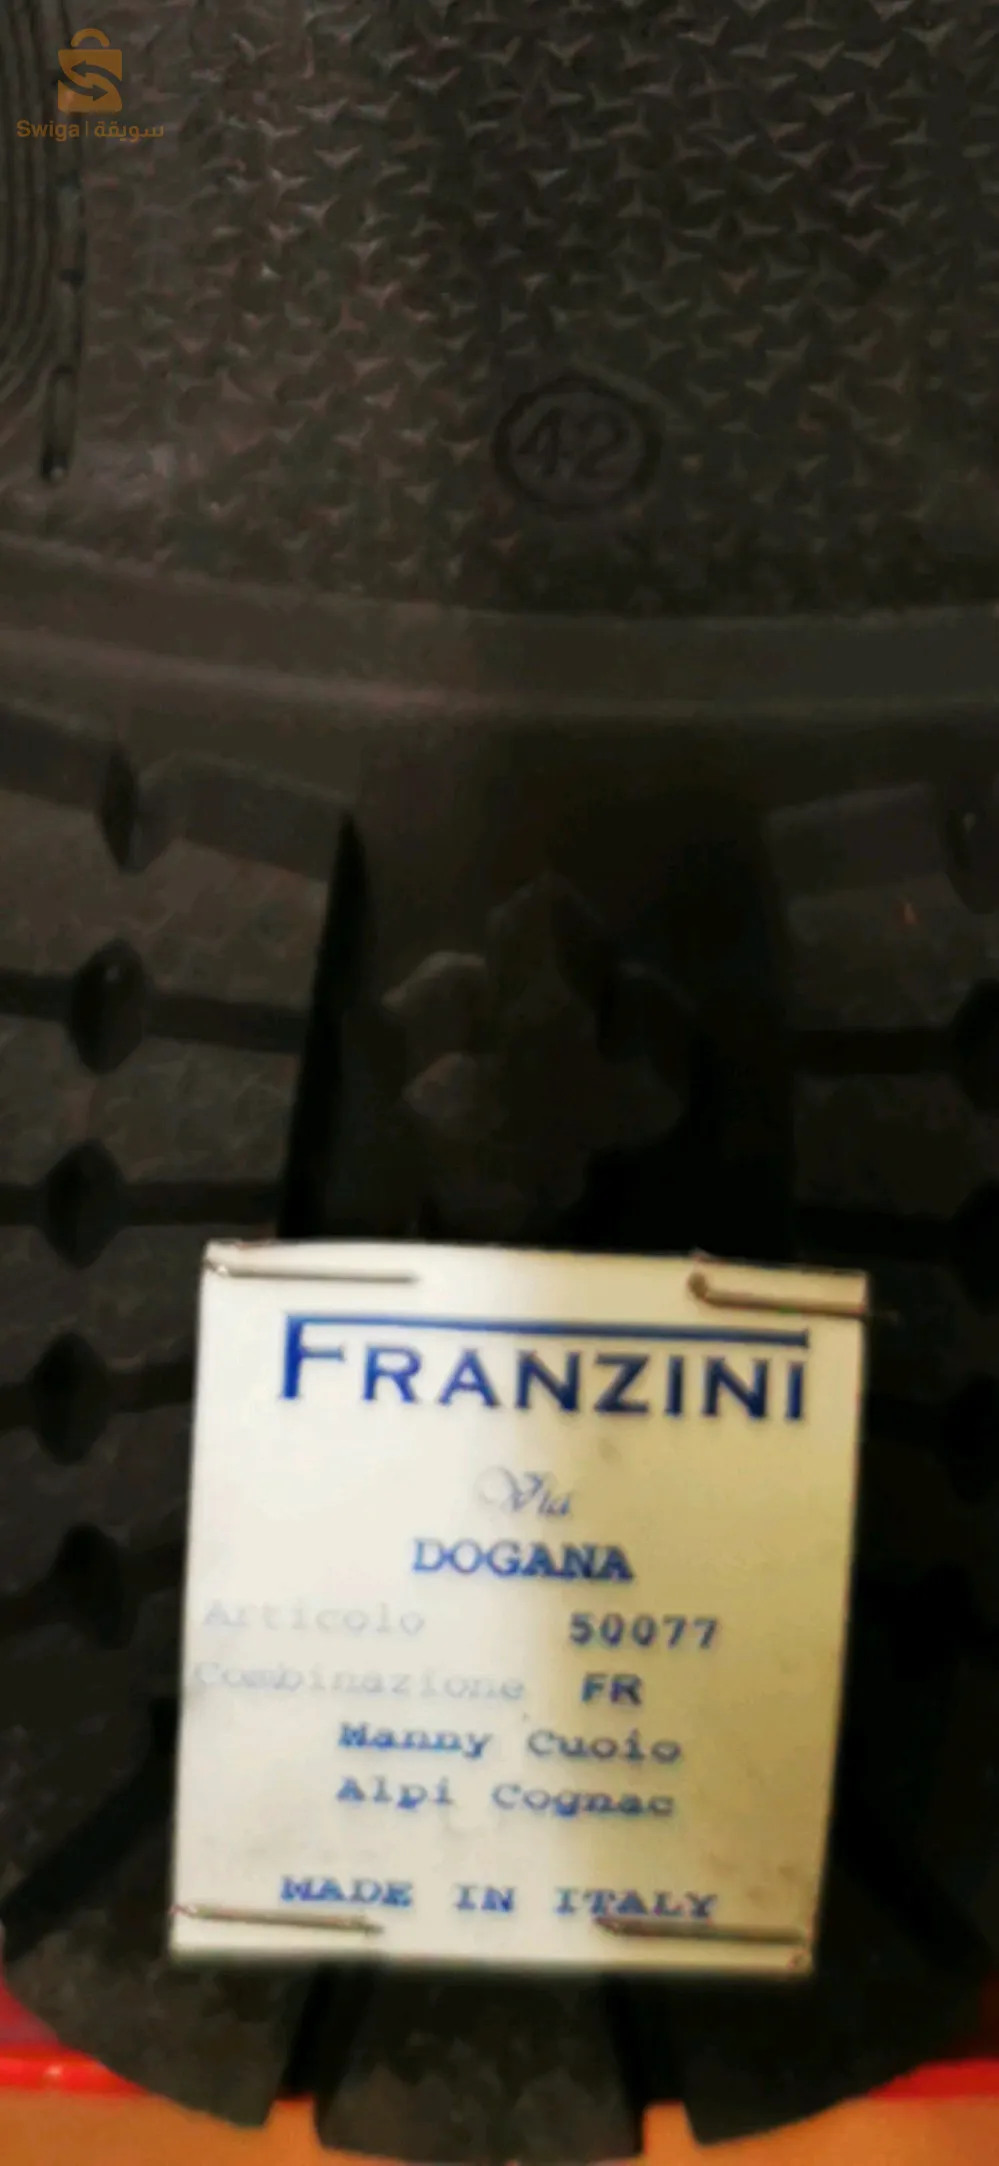 Swiga | سويقة
42
FRANZINI
Via
DOGANA
Articolo 50077
Combinazione FR
Manny Cuoio
Alpi Cognac
MADE IN ITALY